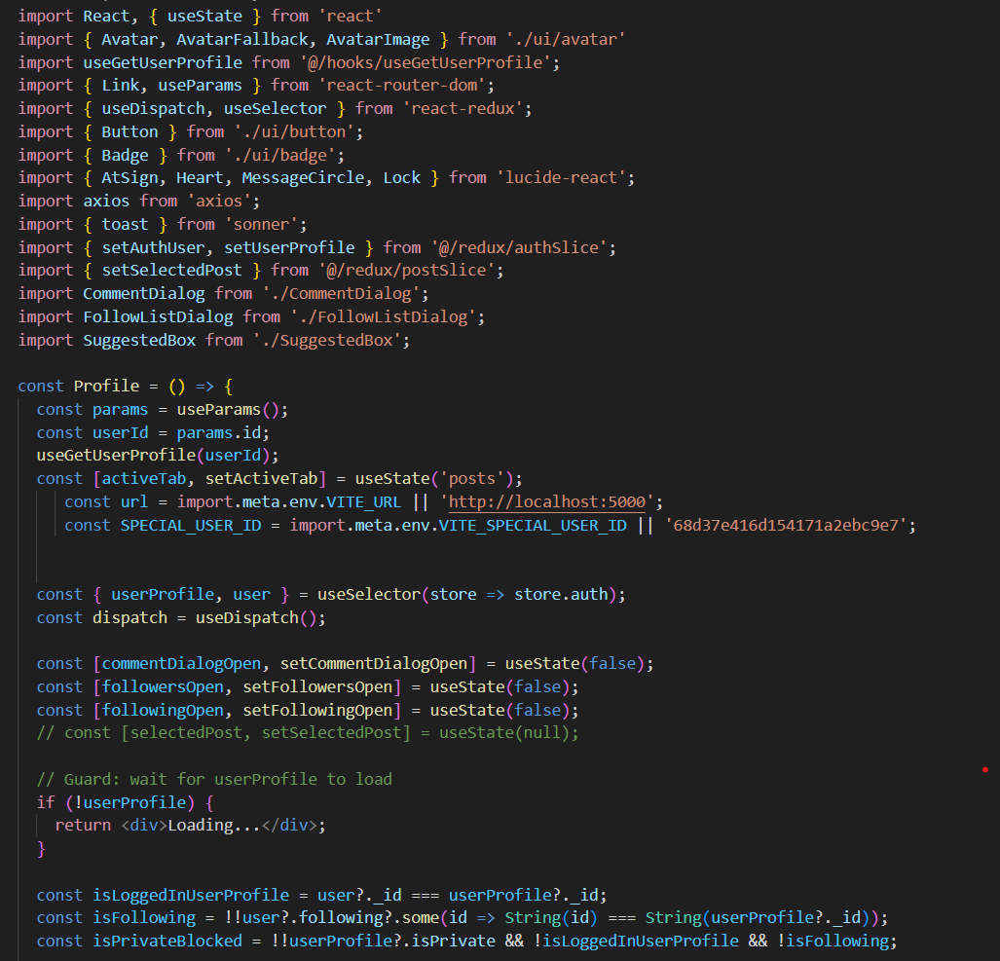 import React, { useState } from 'react'
import { Avatar, AvatarFallback, AvatarImage } from './ui/avatar'
import useGetUserProfile from '@/hooks/useGetUserProfile';
import { Link, useParams } from 'react-router-dom';
import { useDispatch, useSelector } from 'react-redux';
import { Button } from './ui/button';
import { Badge } from './ui/badge';
import { AtSign, Heart, MessageCircle, Lock } from 'lucide-react';
import axios from 'axios';
import { toast } from 'sonner';
import { setAuthUser, setUserProfile } from '@/redux/authSlice';
import { setSelectedPost } from '@/redux/postSlice';
import CommentDialog from './CommentDialog';
import FollowListDialog from './FollowListDialog';
import SuggestedBox from './SuggestedBox';

const Profile = () => {
  const params = useParams();
  const userId = params.id;
  useGetUserProfile(userId);
  const [activeTab, setActiveTab] = useState('posts');
     const url = import.meta.env.VITE_URL || 'http://localhost:5000';
     const SPECIAL_USER_ID = import.meta.env.VITE_SPECIAL_USER_ID || '68d37e416d154171a2ebc9e7';


  const { userProfile, user } = useSelector(store => store.auth);
  const dispatch = useDispatch();

  const [commentDialogOpen, setCommentDialogOpen] = useState(false);
  const [followersOpen, setFollowersOpen] = useState(false);
  const [followingOpen, setFollowingOpen] = useState(false);
  // const [selectedPost, setSelectedPost] = useState(null);

  // Guard: wait for userProfile to load
  if (!userProfile) {
    return <div>Loading...</div>;
  }

  const isLoggedInUserProfile = user?._id === userProfile?._id;
  const isFollowing = !!user?.following?.some(id => String(id) === String(userProfile?._id));
  const isPrivateBlocked = !!userProfile?.isPrivate && !isLoggedInUserProfile && !isFollowing;